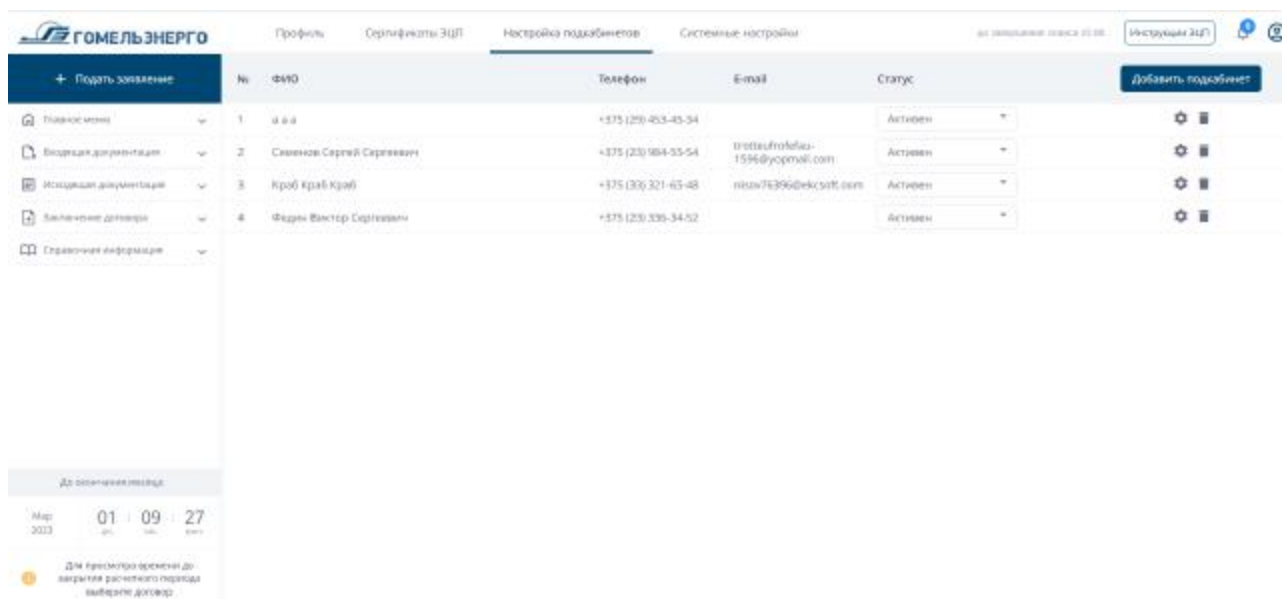 ГОМЕЛЬЭНЕРГО
Профиль Сертификаты ЭЦП Настройка подкабинетов Системные настройки Инструкции ЭЦП
+ Подать заявление № ФИО Телефон E-mail Статус Добавить подкабинет
Главное меню 1 а а а +375 (29) 453-45-34 Активен
Входящая документация 2 Семенов Сергей Сергеевич +375 (23) 984-55-54 Активен
1596@yopmail.com
Исходящая документация 3 Краб Краб Краб +375 (33) 321-65-48 Активен
Заключение договора 4 Федин Виктор Сергеевич +375 (23) 336-34-52 Активен
Справочная информация
До окончания месяца
Мар 2023 01 : 09 : 27
Для просмотра времени до
закрытия расчетного периода
выберите договор